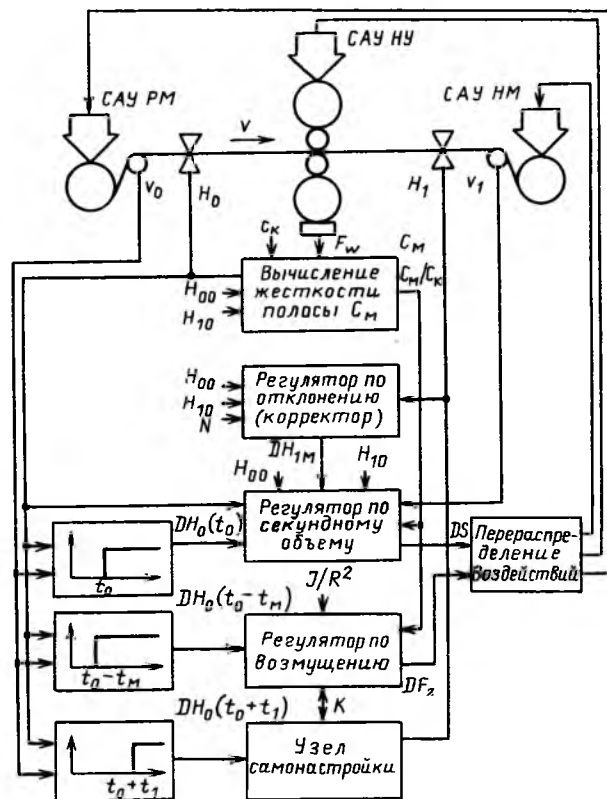 САУ НУ
САУ РМ
САУ НМ
V
v₀
H₀
H₁
v₁
Cк
Fw
Cм
Cм/Cк
H₀₀
H₁₀
Вычисление
жесткости
полосы Cм
H₀₀
H₁₀
N
Регулятор по
отклонению
(корректор)
DH₁м
H₀₀
H₁₀
DH₀(t₀)
Регулятор по
секундному
объему
DS
Перераспре-
деление
воздействий
t₀
J/R²
DH₀(t₀-tм)
Регулятор по
возмущению
DF₂
t₀-tм
DH₀(t₀+t₁)
K
Узел
самонастройки
t₀+t₁